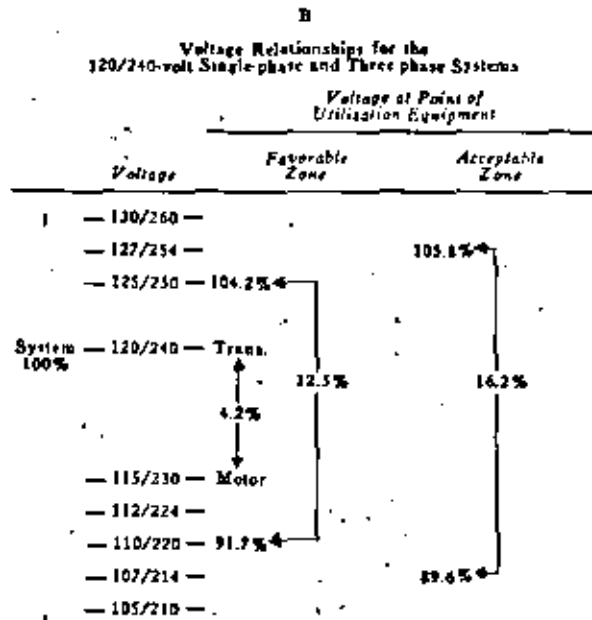 B
Voltage Relationships for the
120/240-volt Single-phase and Three phase Systems
Voltage at Point of
Utilization Equipment
Voltage
Favorable
Zone
Acceptable
Zone
— 130/260 —
— 127/254 —
105.8%
— 125/250 — 104.2%
System — 120/240 — Trans.
100%
12.5%
16.2%
4.2%
— 115/230 — Motor
— 112/224 —
— 110/220 — 91.7%
— 107/214 —
89.6%
— 105/210 —